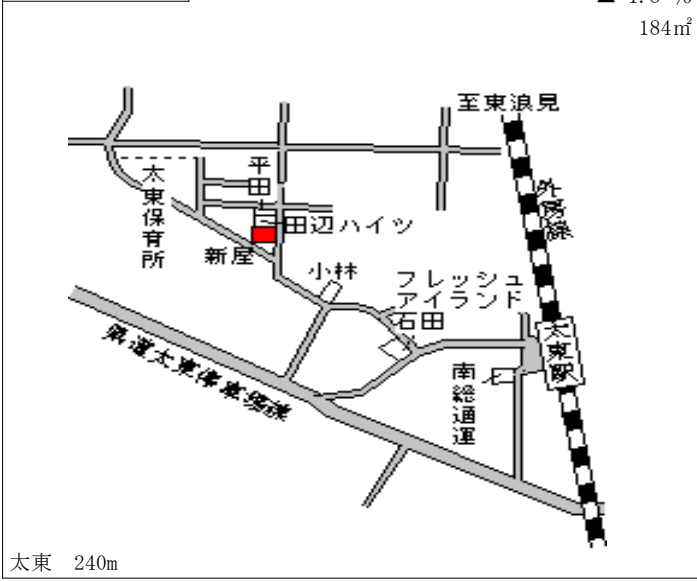 184㎡
至東浪見
外房線
平田
太東保育所
田辺ハイツ
新屋
小林
フレッシュ
アイランド
石田
太東駅
南総通運
県道太東停車場線
太東 240m